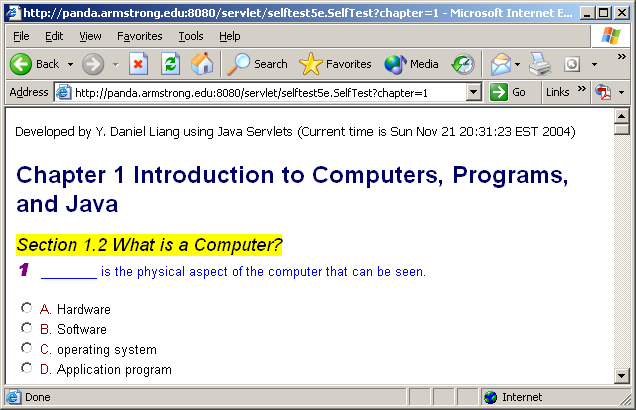 http://panda.armstrong.edu:8080/servlet/selftest5e.SelfTest?chapter=1 - Microsoft Internet E...
File Edit View Favorites Tools Help
Back Search Favorites Media
Address http://panda.armstrong.edu:8080/servlet/selftest5e.SelfTest?chapter=1 Go Links
Developed by Y. Daniel Liang using Java Servlets (Current time is Sun Nov 21 20:31:23 EST 2004)
Chapter 1 Introduction to Computers, Programs,
and Java
Section 1.2 What is a Computer?
1 ________ is the physical aspect of the computer that can be seen.
A. Hardware
B. Software
C. operating system
D. Application program
Done Internet